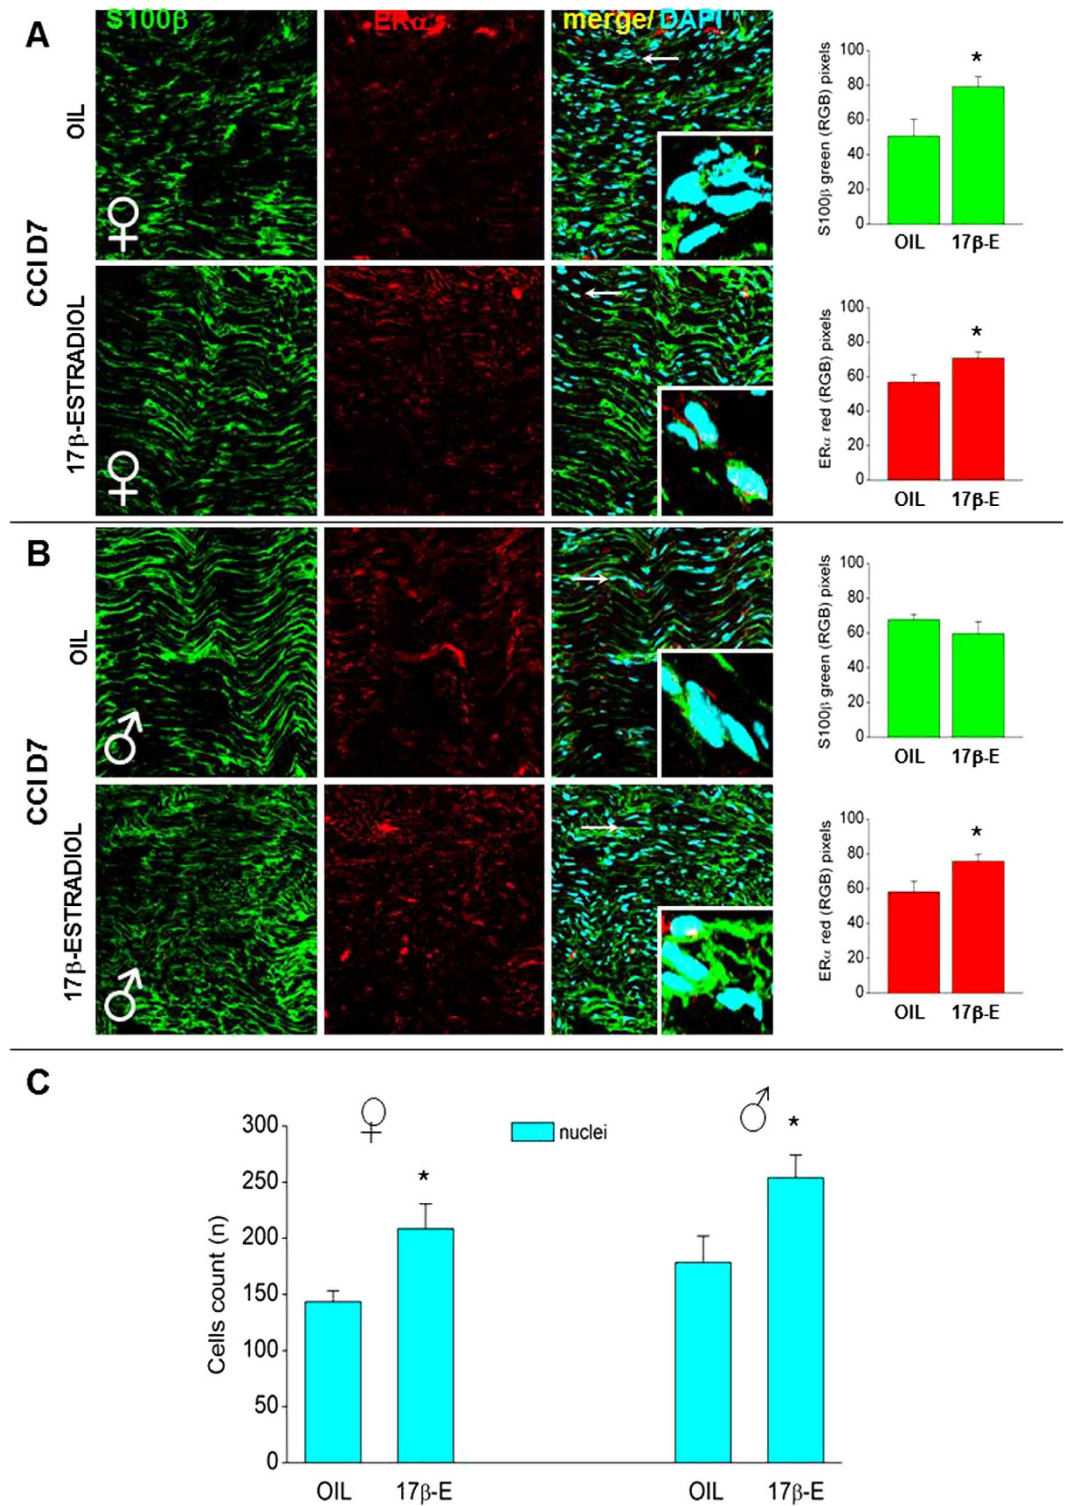 A
S100β
ERα
merge/DAPI
OIL
CCI D7
17β-ESTRADIOL
S100β green (RGB) pixels
100
80
60
40
20
0
*
OIL 17β-E
ERα red (RGB) pixels
100
80
60
40
20
0
*
OIL 17β-E
B
OIL
CCI D7
17β-ESTRADIOL
S100β green (RGB) pixels
100
80
60
40
20
0
OIL 17β-E
ERα red (RGB) pixels
100
80
60
40
20
0
*
OIL 17β-E
C
♀ nuclei ♂
Cells count (n)
300
250
200
150
100
50
0
* *
OIL 17β-E OIL 17β-E